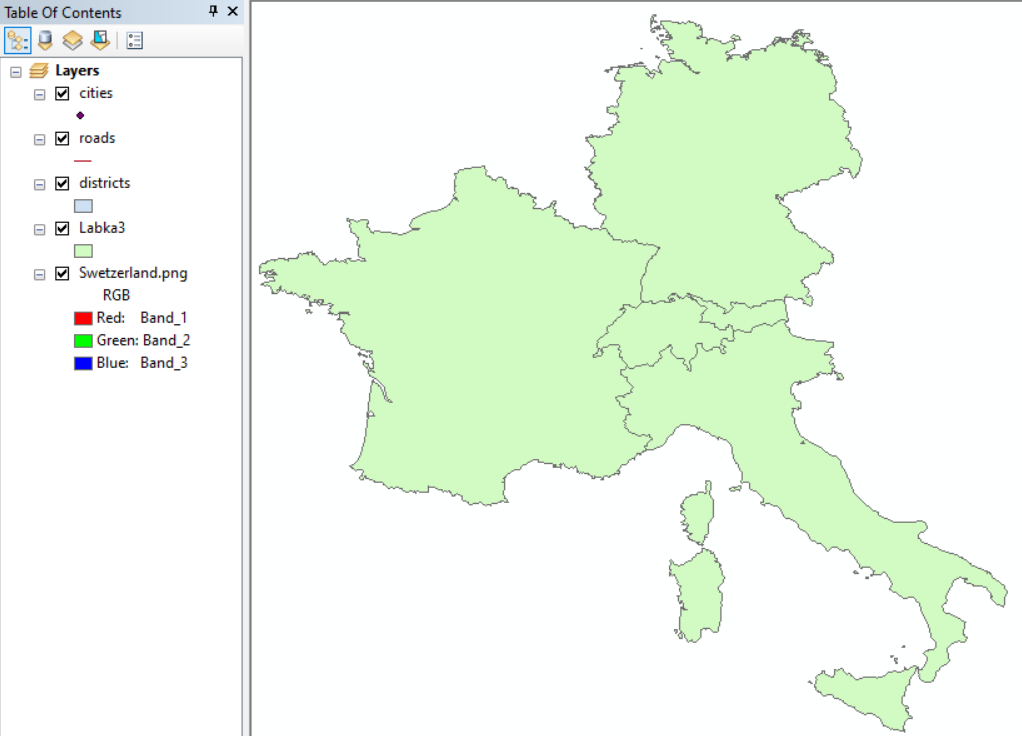 Table Of Contents
Layers
cities
roads
districts
Labka3
Swetzerland.png
RGB
Red: Band_1
Green: Band_2
Blue: Band_3